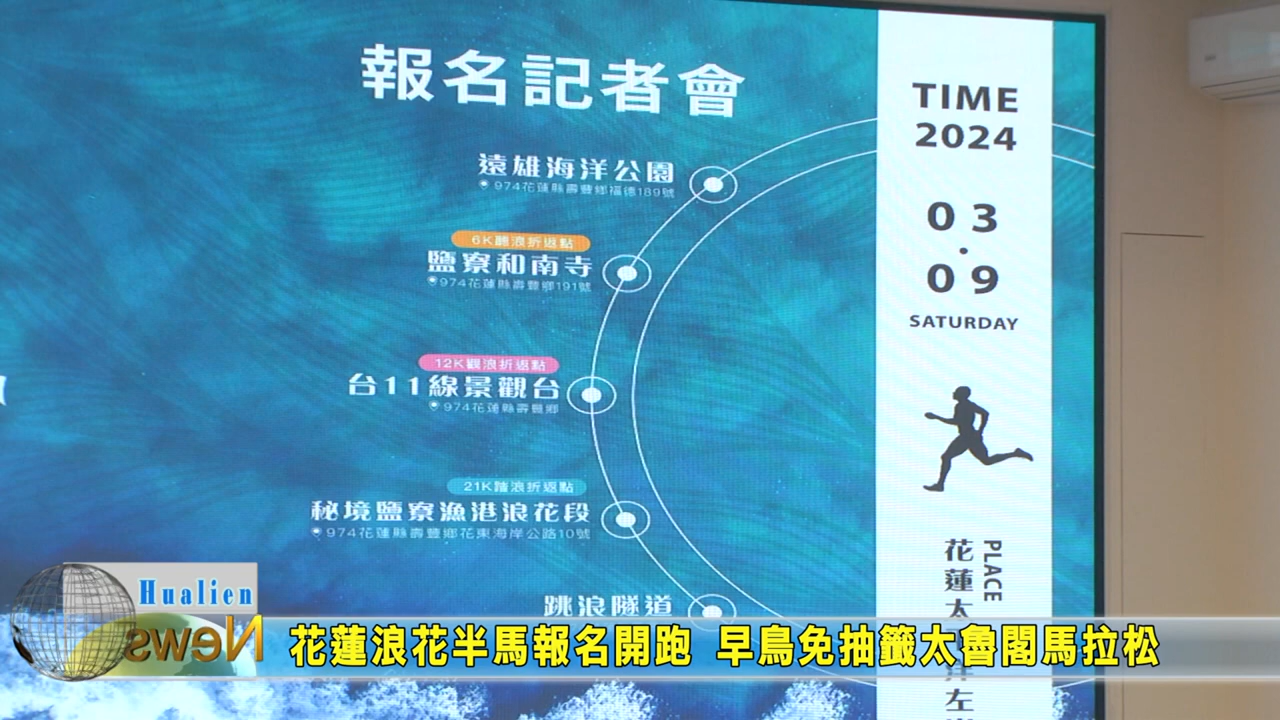 報名記者會
遠雄海洋公園
974花蓮縣壽豐鄉福德189號
6K聽浪折返點
鹽寮和南寺
974花蓮縣壽豐鄉191號
12K觀浪折返點
台11線景觀台
974花蓮縣壽豐鄉
21K踏浪折返點
秘境鹽寮漁港浪花段
974花蓮縣壽豐鄉花東海岸公路10號
跳浪隧道
TIME
2024
03
.
09
SATURDAY
PLACE
花蓮太
洋左
Hualien
News
花蓮浪花半馬報名開跑 早鳥免抽籤太魯閣馬拉松